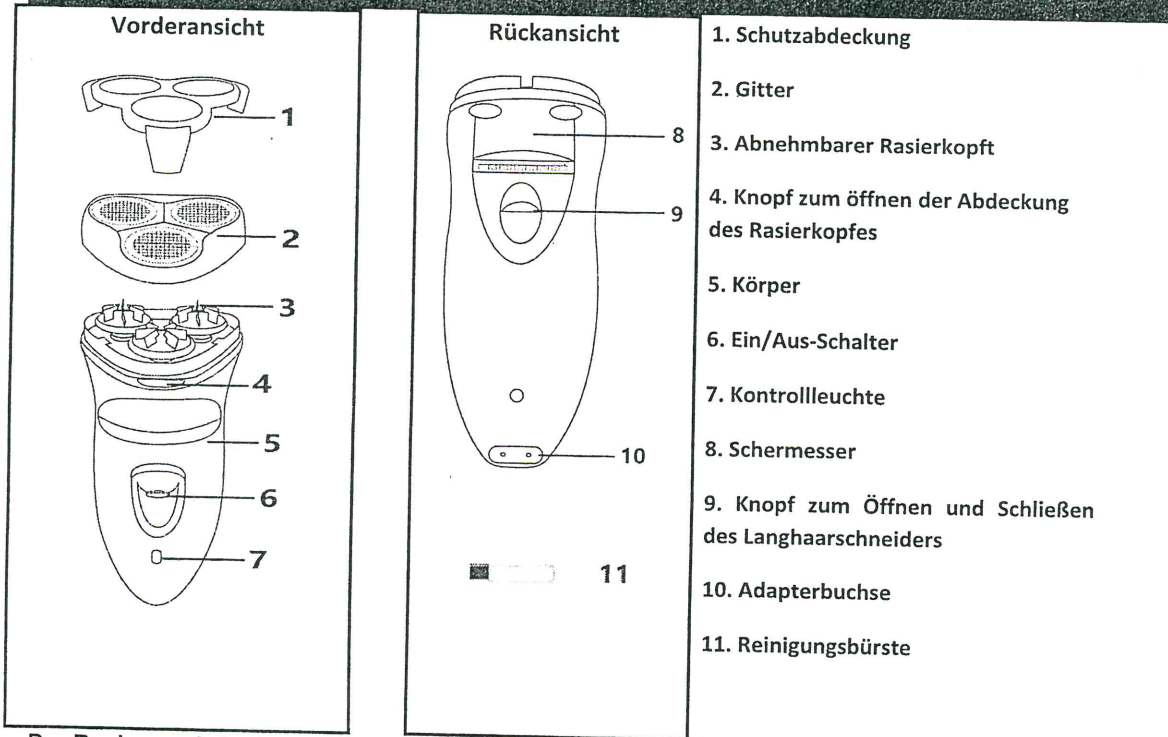 Vorderansicht
1
2
3
4
5
6
7
Rückansicht
8
9
10
11
1. Schutzabdeckung
2. Gitter
3. Abnehmbarer Rasierkopft
4. Knopf zum öffnen der Abdeckung
des Rasierkopfes
5. Körper
6. Ein/Aus-Schalter
7. Kontrollleuchte
8. Schermesser
9. Knopf zum Öffnen und Schließen
des Langhaarschneiders
10. Adapterbuchse
11. Reinigungsbürste